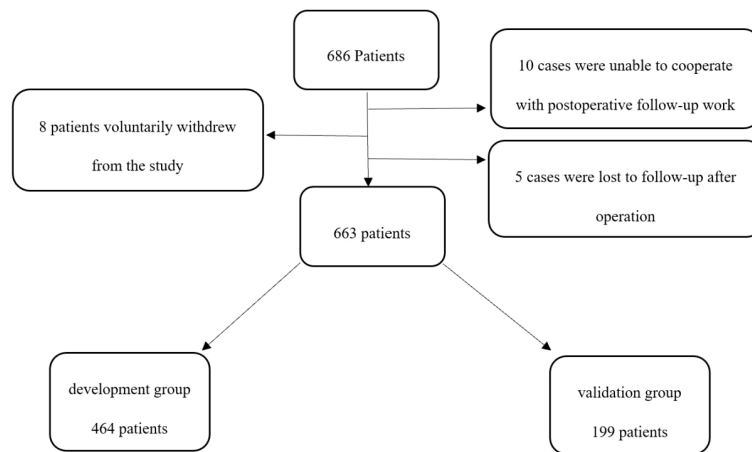 686 Patients
10 cases were unable to cooperate
with postoperative follow-up work
8 patients voluntarily withdrew
from the study
5 cases were lost to follow-up after
operation
663 patients
development group
464 patients
validation group
199 patients